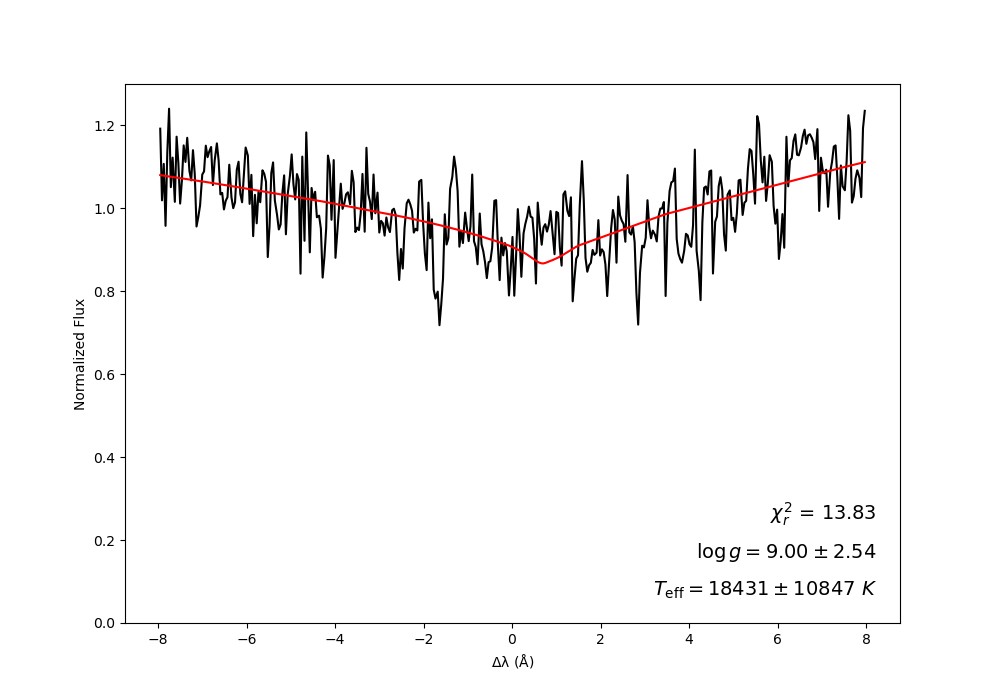 1.2
1.0
0.8
0.6
0.4
0.2
0.0
Normalized Flux
χ²ᵣ = 13.83
log g = 9.00 ± 2.54
T_eff = 18431 ± 10847 K
−8 −6 −4 −2 0 2 4 6 8
Δλ (Å)